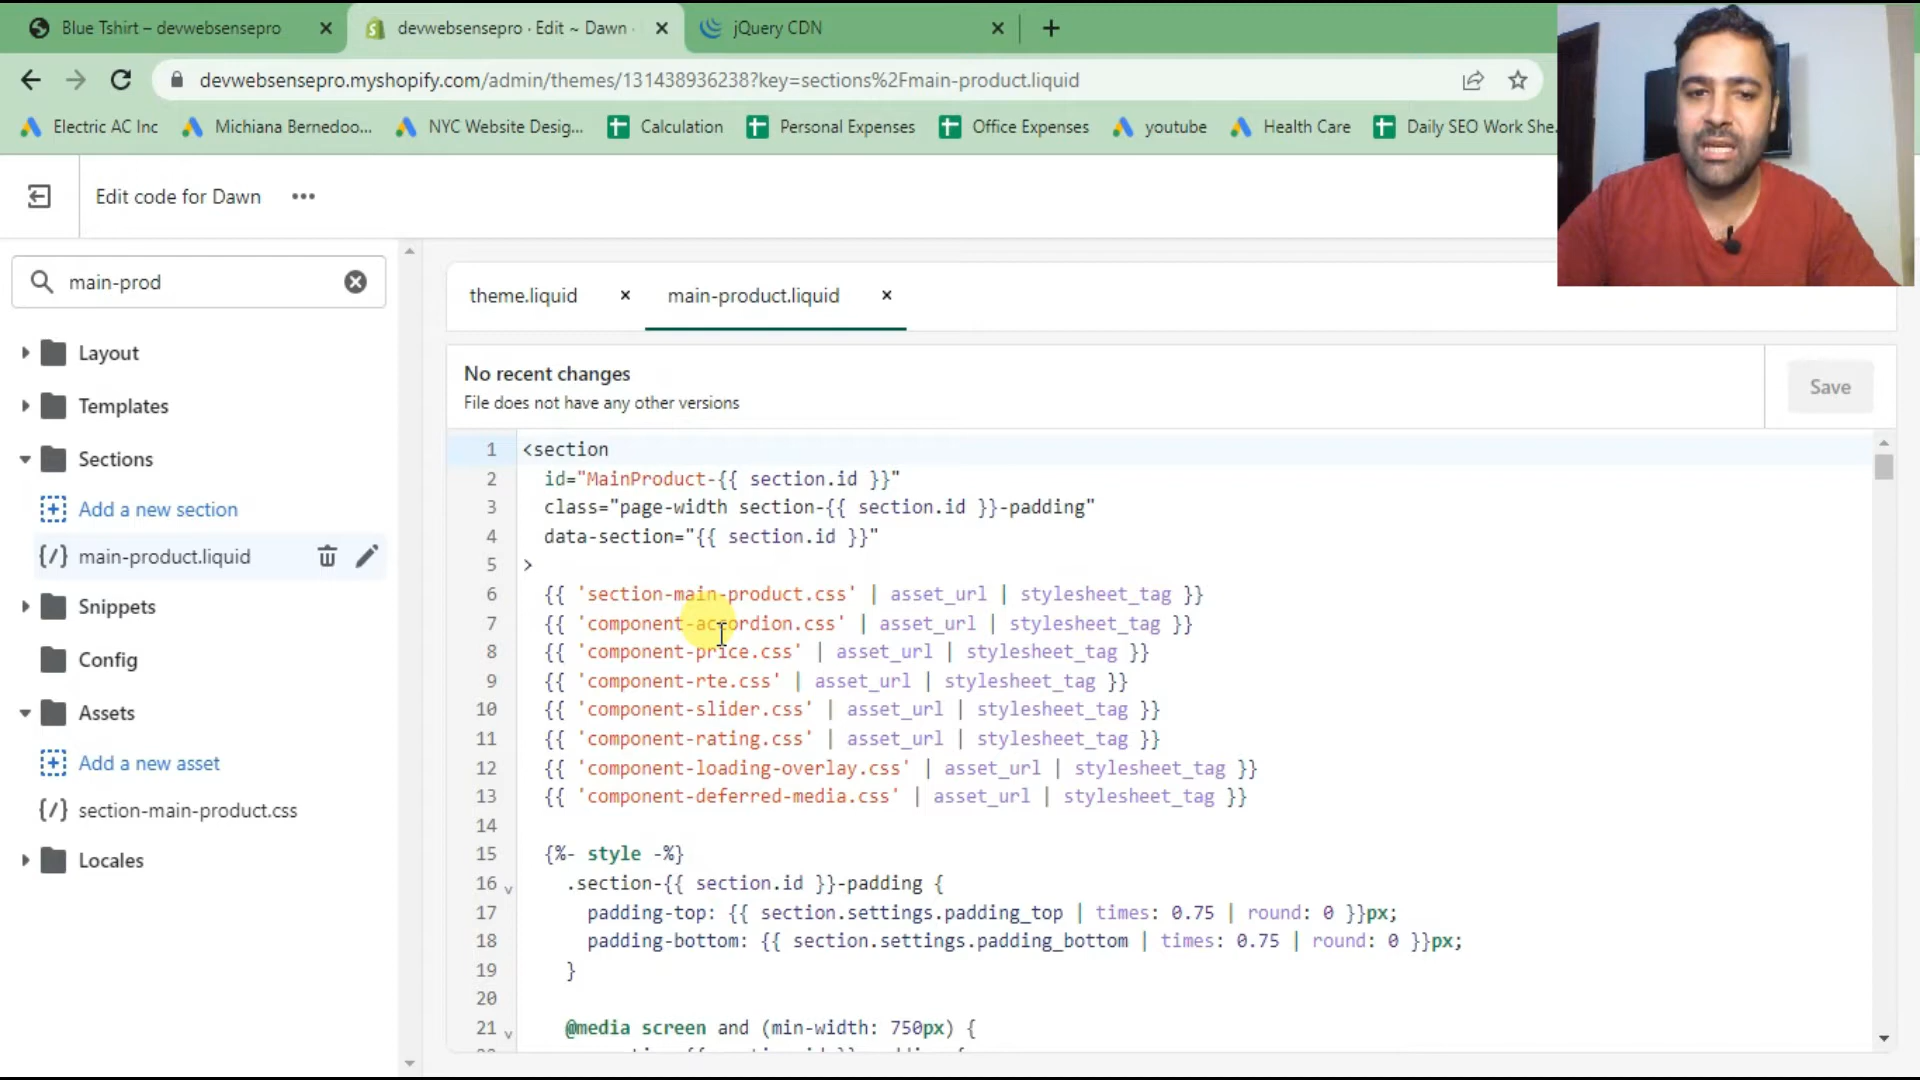 Blue Tshirt – devwebsensepro
devwebsensepro · Edit ~ Dawn ·
jQuery CDN
devwebsensepro.myshopify.com/admin/themes/131438936238?key=sections%2Fmain-product.liquid
Electric AC Inc
Michiana Bernedoo...
NYC Website Desig...
Calculation
Personal Expenses
Office Expenses
youtube
Health Care
Daily SEO Work She...
Edit code for Dawn
main-prod
Layout
Templates
Sections
Add a new section
{/} main-product.liquid
Snippets
Config
Assets
Add a new asset
{/} section-main-product.css
Locales
theme.liquid
main-product.liquid
No recent changes
File does not have any other versions
Save
1 <section
2 id="MainProduct-{{ section.id }}"
3 class="page-width section-{{ section.id }}-padding"
4 data-section="{{ section.id }}"
5 >
6 {{ 'section-main-product.css' | asset_url | stylesheet_tag }}
7 {{ 'component-accordion.css' | asset_url | stylesheet_tag }}
8 {{ 'component-price.css' | asset_url | stylesheet_tag }}
9 {{ 'component-rte.css' | asset_url | stylesheet_tag }}
10 {{ 'component-slider.css' | asset_url | stylesheet_tag }}
11 {{ 'component-rating.css' | asset_url | stylesheet_tag }}
12 {{ 'component-loading-overlay.css' | asset_url | stylesheet_tag }}
13 {{ 'component-deferred-media.css' | asset_url | stylesheet_tag }}
14
15 {%- style -%}
16 .section-{{ section.id }}-padding {
17 padding-top: {{ section.settings.padding_top | times: 0.75 | round: 0 }}px;
18 padding-bottom: {{ section.settings.padding_bottom | times: 0.75 | round: 0 }}px;
19 }
20
21 @media screen and (min-width: 750px) {